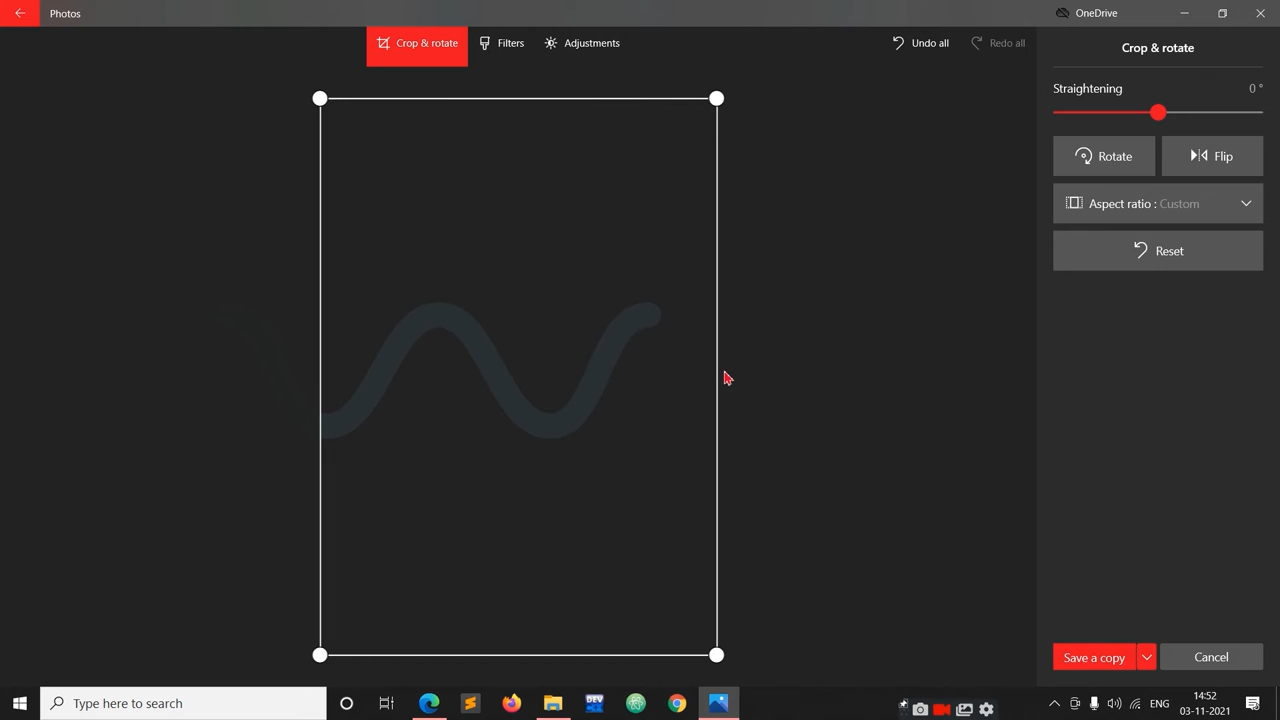 Photos
OneDrive
Crop & rotate
Filters
Adjustments
Undo all
Redo all
Crop & rotate
Straightening
0 °
Rotate
Flip
Aspect ratio : Custom
Reset
Save a copy
Cancel
Type here to search
DEV
ENG
14:52
03-11-2021